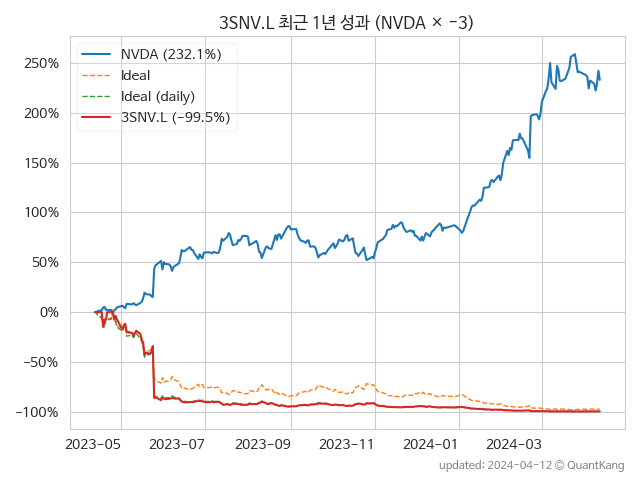 3SNV.L 최근 1년 성과 (NVDA × −3)
NVDA (232.1%)
Ideal
Ideal (daily)
3SNV.L (−99.5%)
250%
200%
150%
100%
50%
0%
−50%
−100%
2023-05 2023-07 2023-09 2023-11 2024-01 2024-03
updated: 2024-04-12 © QuantKang